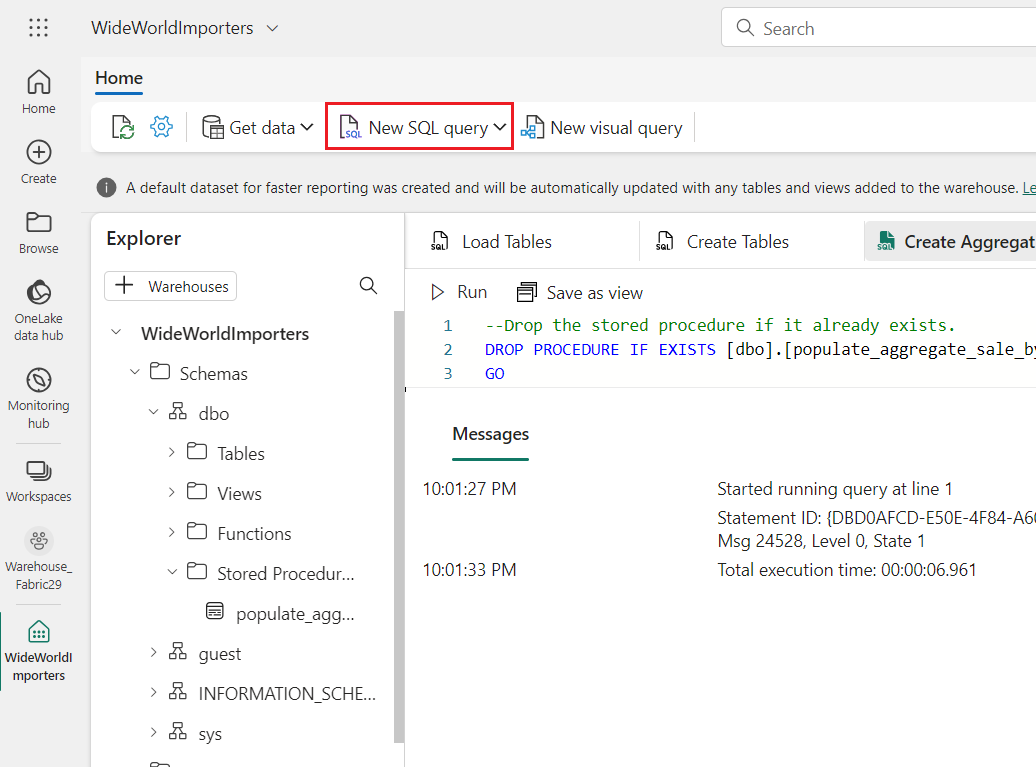 WideWorldImporters
Search
Home
Get data
New SQL query
New visual query
A default dataset for faster reporting was created and will be automatically updated with any tables and views added to the warehouse. Le
Home
Create
Browse
OneLake
data hub
Monitoring
hub
Workspaces
Warehouse_
Fabric29
WideWorldI
mporters
Explorer
Warehouses
WideWorldImporters
Schemas
dbo
Tables
Views
Functions
Stored Procedur...
populate_agg...
guest
INFORMATION_SCHE...
sys
Load Tables
Create Tables
Create Aggregat
Run
Save as view
1 --Drop the stored procedure if it already exists.
2 DROP PROCEDURE IF EXISTS [dbo].[populate_aggregate_sale_by
3 GO
Messages
10:01:27 PM Started running query at line 1
Statement ID: {DBD0AFCD-E50E-4F84-A60
Msg 24528, Level 0, State 1
10:01:33 PM Total execution time: 00:00:06.961